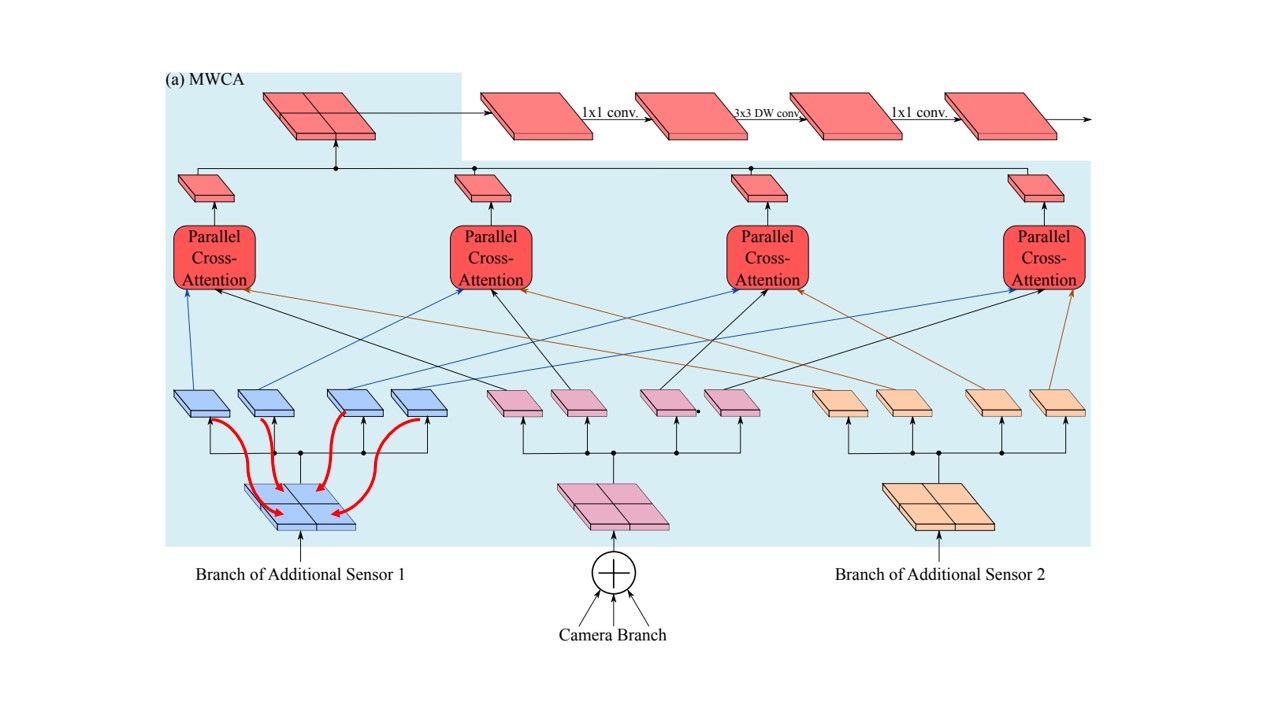 (a) MWCA
1x1 conv.
3x3 DW conv.
1x1 conv.
Parallel
Cross-
Attention
Parallel
Cross-
Attention
Parallel
Cross-
Attention
Parallel
Cross-
Attention
Branch of Additional Sensor 1
Branch of Additional Sensor 2
Camera Branch